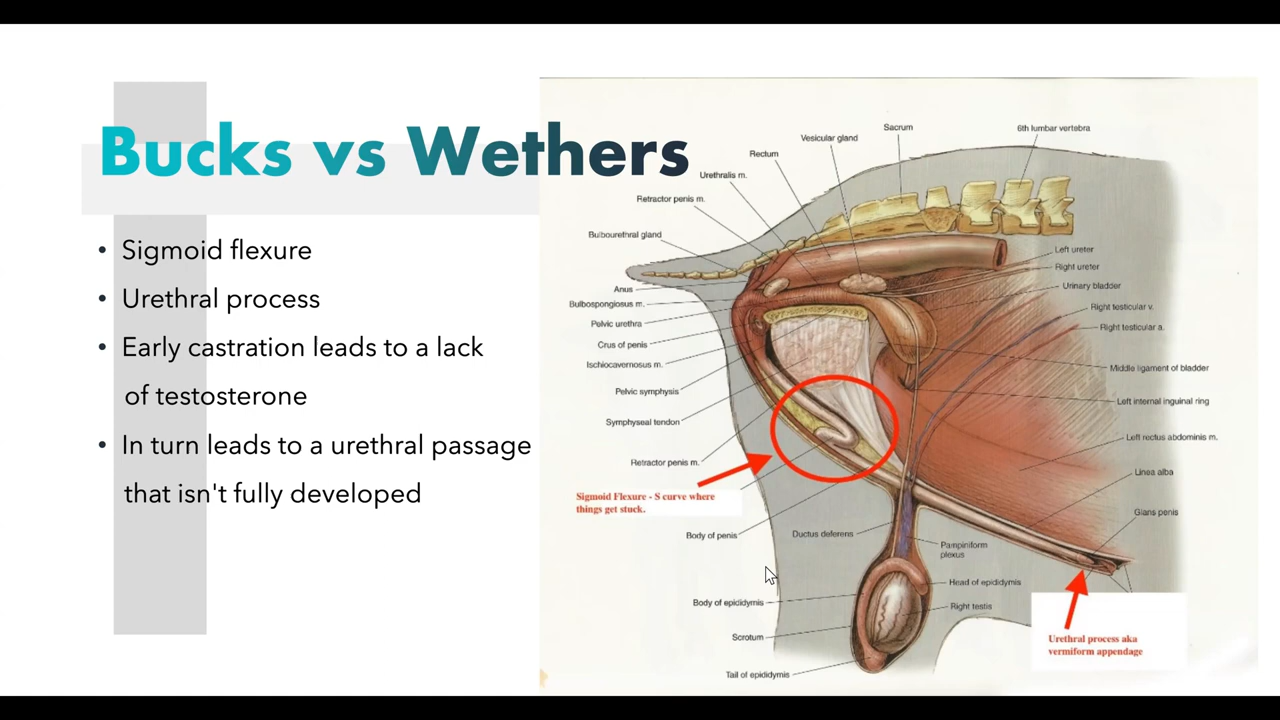 Bucks vs Wethers
• Sigmoid flexure
• Urethral process
• Early castration leads to a lack
of testosterone
• In turn leads to a urethral passage
that isn't fully developed
6th lumbar vertebra
Sacrum
Vesicular gland
Rectum
Urethralis m.
Retractor penis m.
Bulbourethral gland
Anus
Bulbospongiosus m.
Pelvic urethra
Crus of penis
Ischiocavernosus m.
Pelvic symphysis
Symphyseal tendon
Retractor penis m.
Sigmoid Flexure - S curve where
things get stuck.
Body of penis
Ductus deferens
Body of epididymis
Scrotum
Tail of epididymis
Left ureter
Right ureter
Urinary bladder
Right testicular v.
Right testicular a.
Middle ligament of bladder
Left internal inguinal ring
Left rectus abdominis m.
Linea alba
Glans penis
Pampiniform
plexus
Head of epididymis
Right testis
Urethral process aka
vermiform appendage